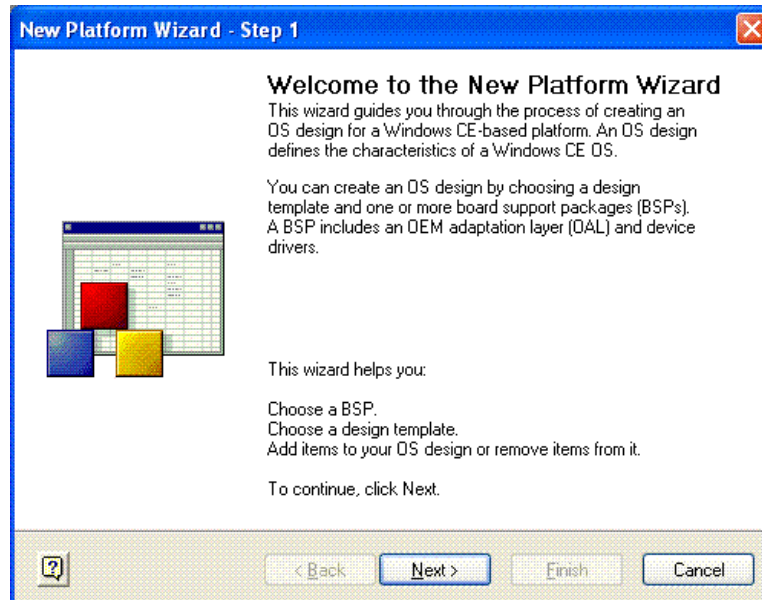 New Platform Wizard - Step 1
Welcome to the New Platform Wizard
This wizard guides you through the process of creating an
OS design for a Windows CE-based platform. An OS design
defines the characteristics of a Windows CE OS.
You can create an OS design by choosing a design
template and one or more board support packages (BSPs).
A BSP includes an OEM adaptation layer (OAL) and device
drivers.
This wizard helps you:
Choose a BSP.
Choose a design template.
Add items to your OS design or remove items from it.
To continue, click Next.
< Back
Next >
Finish
Cancel